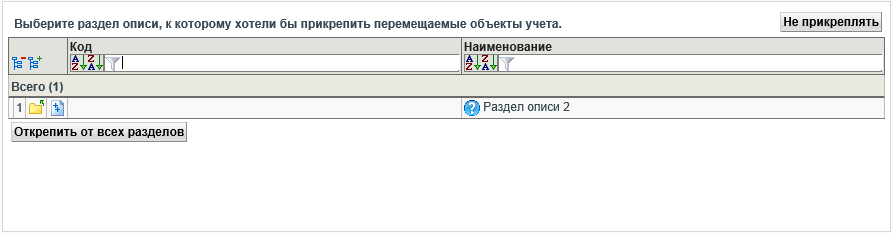 Выберите раздел описи, к которому хотели бы прикрепить перемещаемые объекты учета.
Не прикреплять
Код
Наименование
Всего (1)
1
Раздел описи 2
Открепить от всех разделов